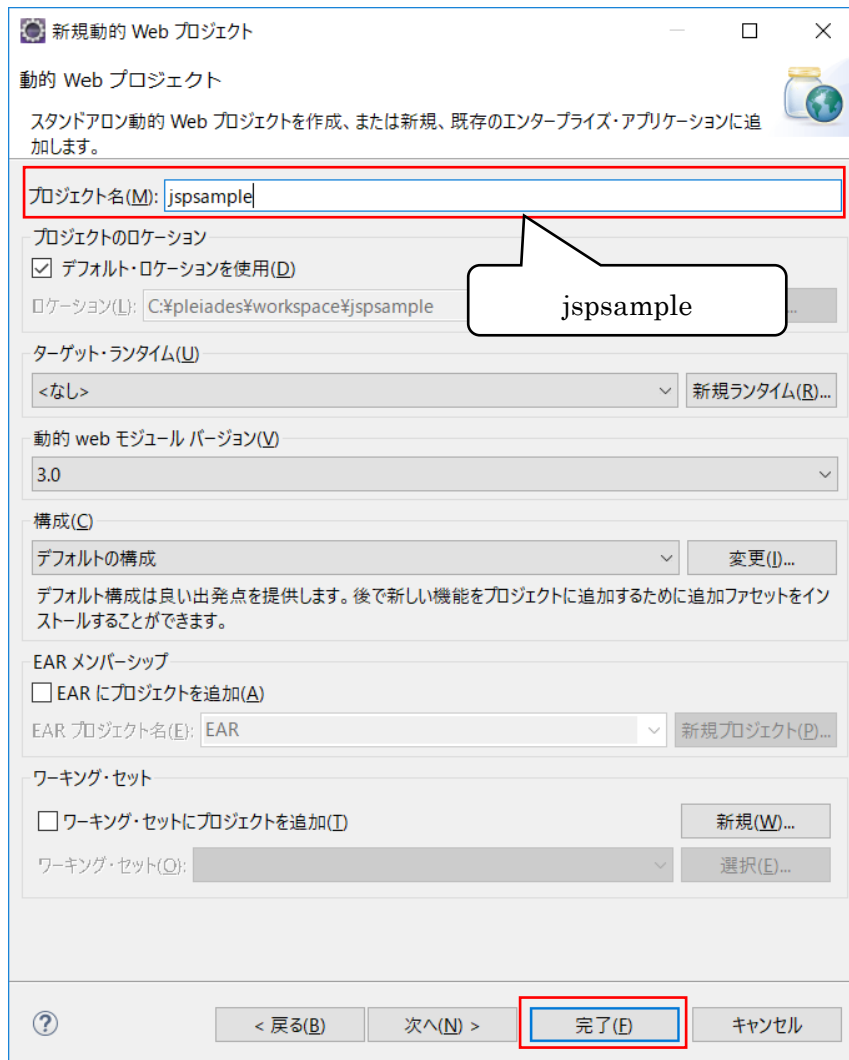 新規動的 Web プロジェクト
動的 Web プロジェクト
スタンドアロン動的 Web プロジェクトを作成、または新規、既存のエンタープライズ・アプリケーションに追
加します。
プロジェクト名(M): jspsample
プロジェクトのロケーション
デフォルト・ロケーションを使用(D)
ロケーション(L): C:¥pleiades¥workspace¥jspsample
jspsample
ターゲット・ランタイム(U)
<なし> 新規ランタイム(R)...
動的 web モジュール バージョン(V)
3.0
構成(C)
デフォルトの構成 変更(I)...
デフォルト構成は良い出発点を提供します。後で新しい機能をプロジェクトに追加するために追加ファセットをイン
ストールすることができます。
EAR メンバーシップ
EAR にプロジェクトを追加(A)
EAR プロジェクト名(E): EAR 新規プロジェクト(P)...
ワーキング・セット
ワーキング・セットにプロジェクトを追加(T) 新規(W)...
ワーキング・セット(O): 選択(E)...
< 戻る(B) 次へ(N) > 完了(F) キャンセル